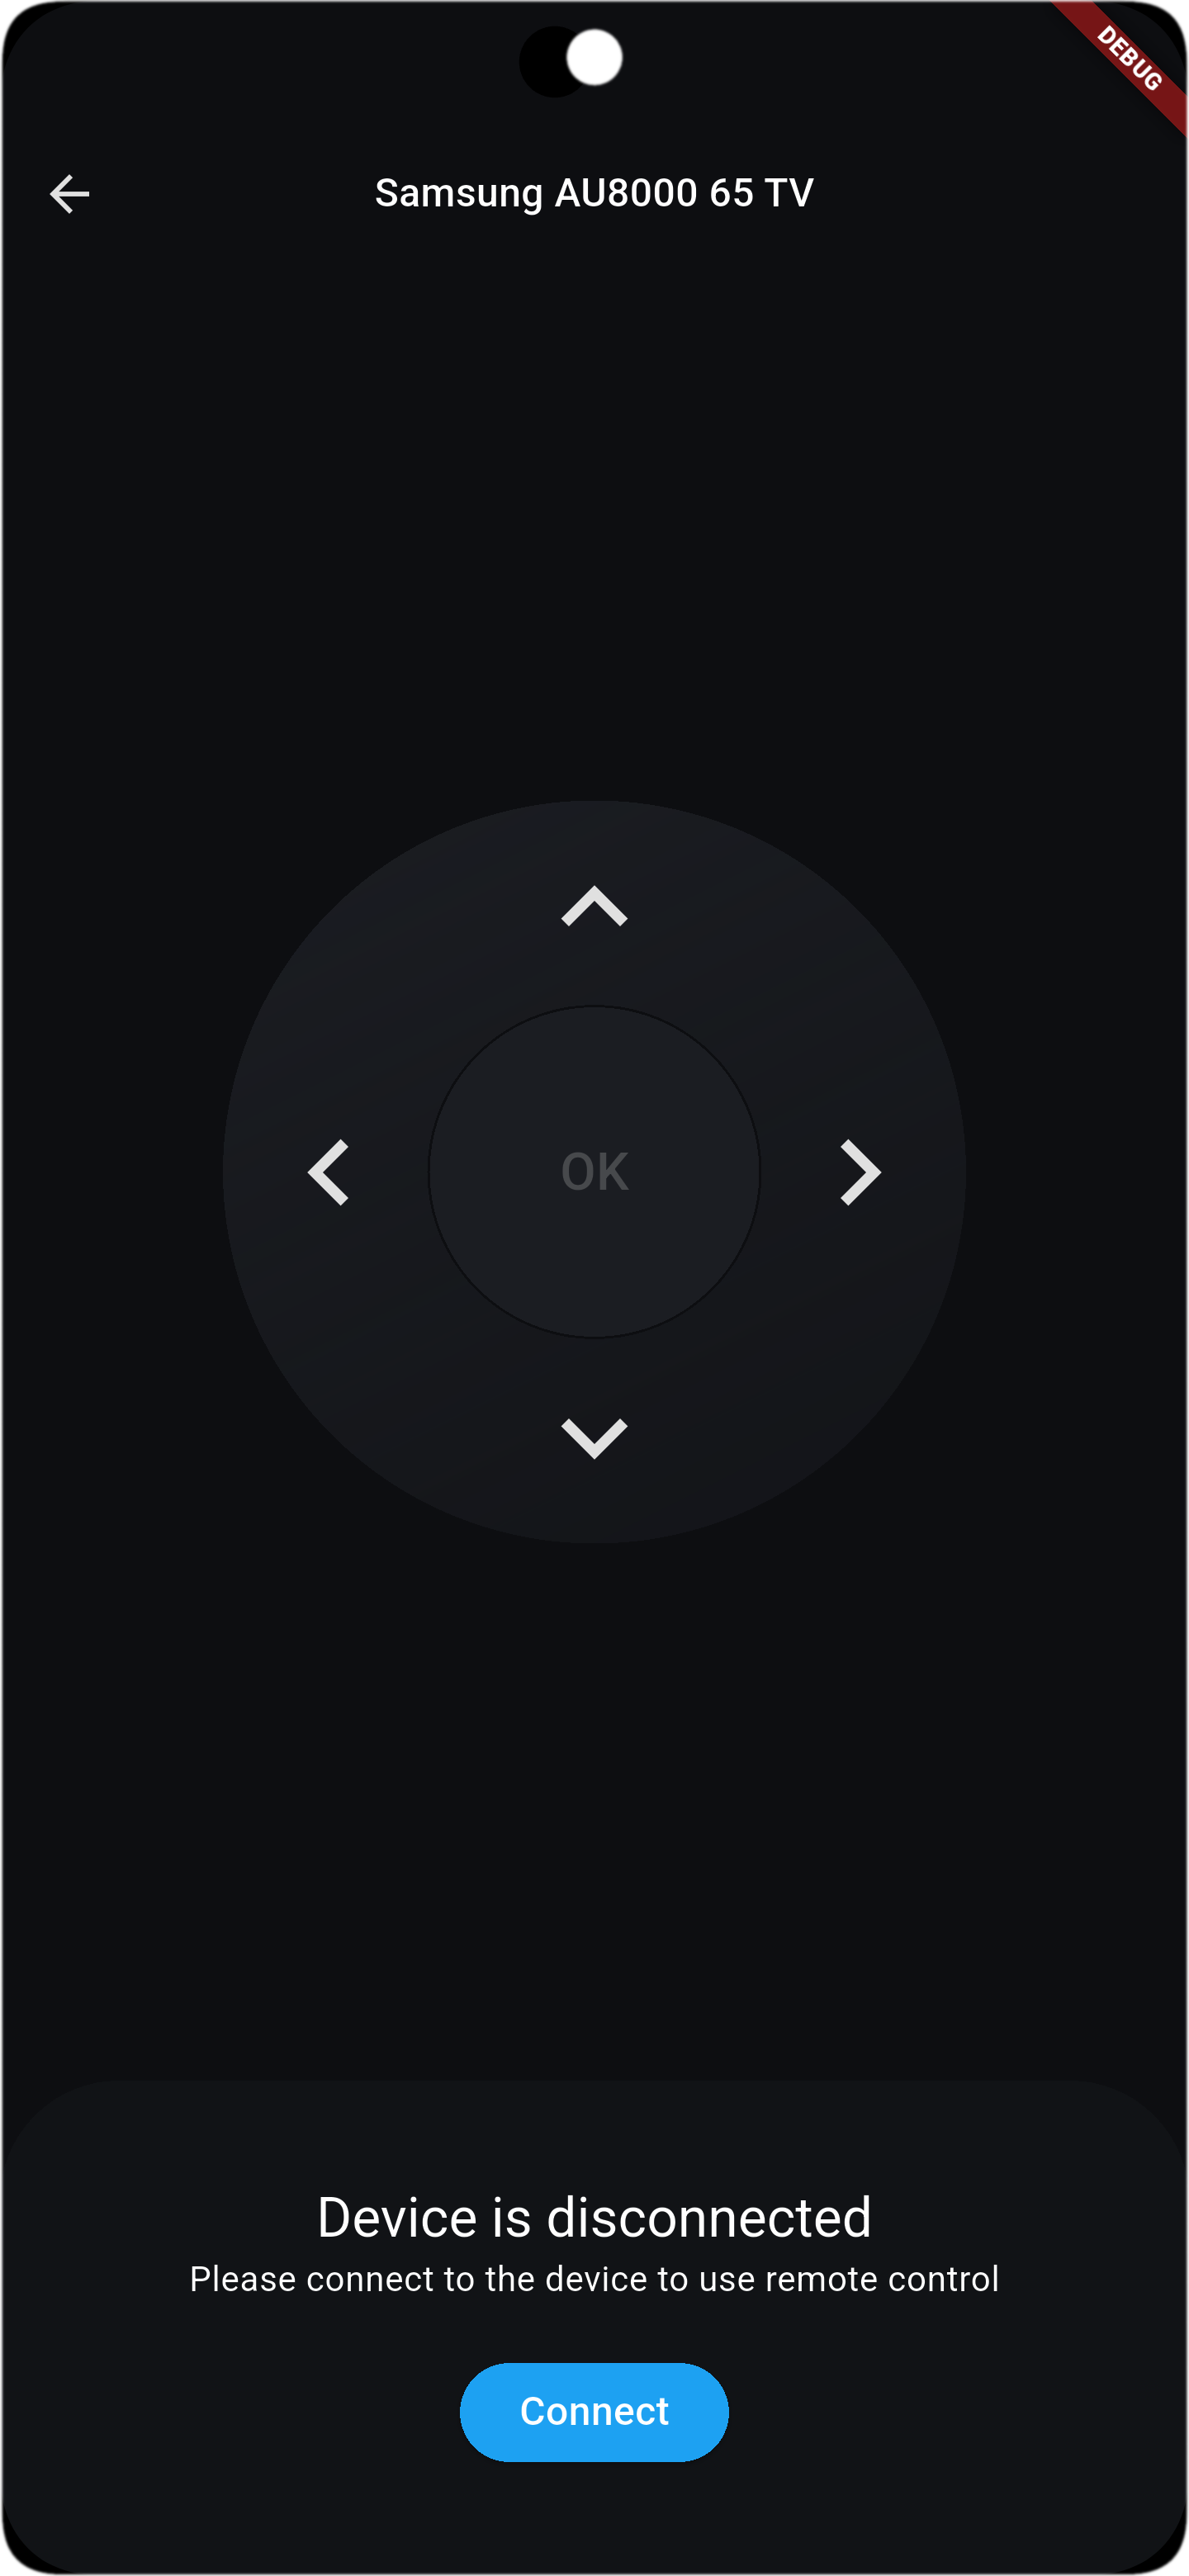 DEBUG
Samsung AU8000 65 TV
OK
Device is disconnected
Please connect to the device to use remote control
Connect